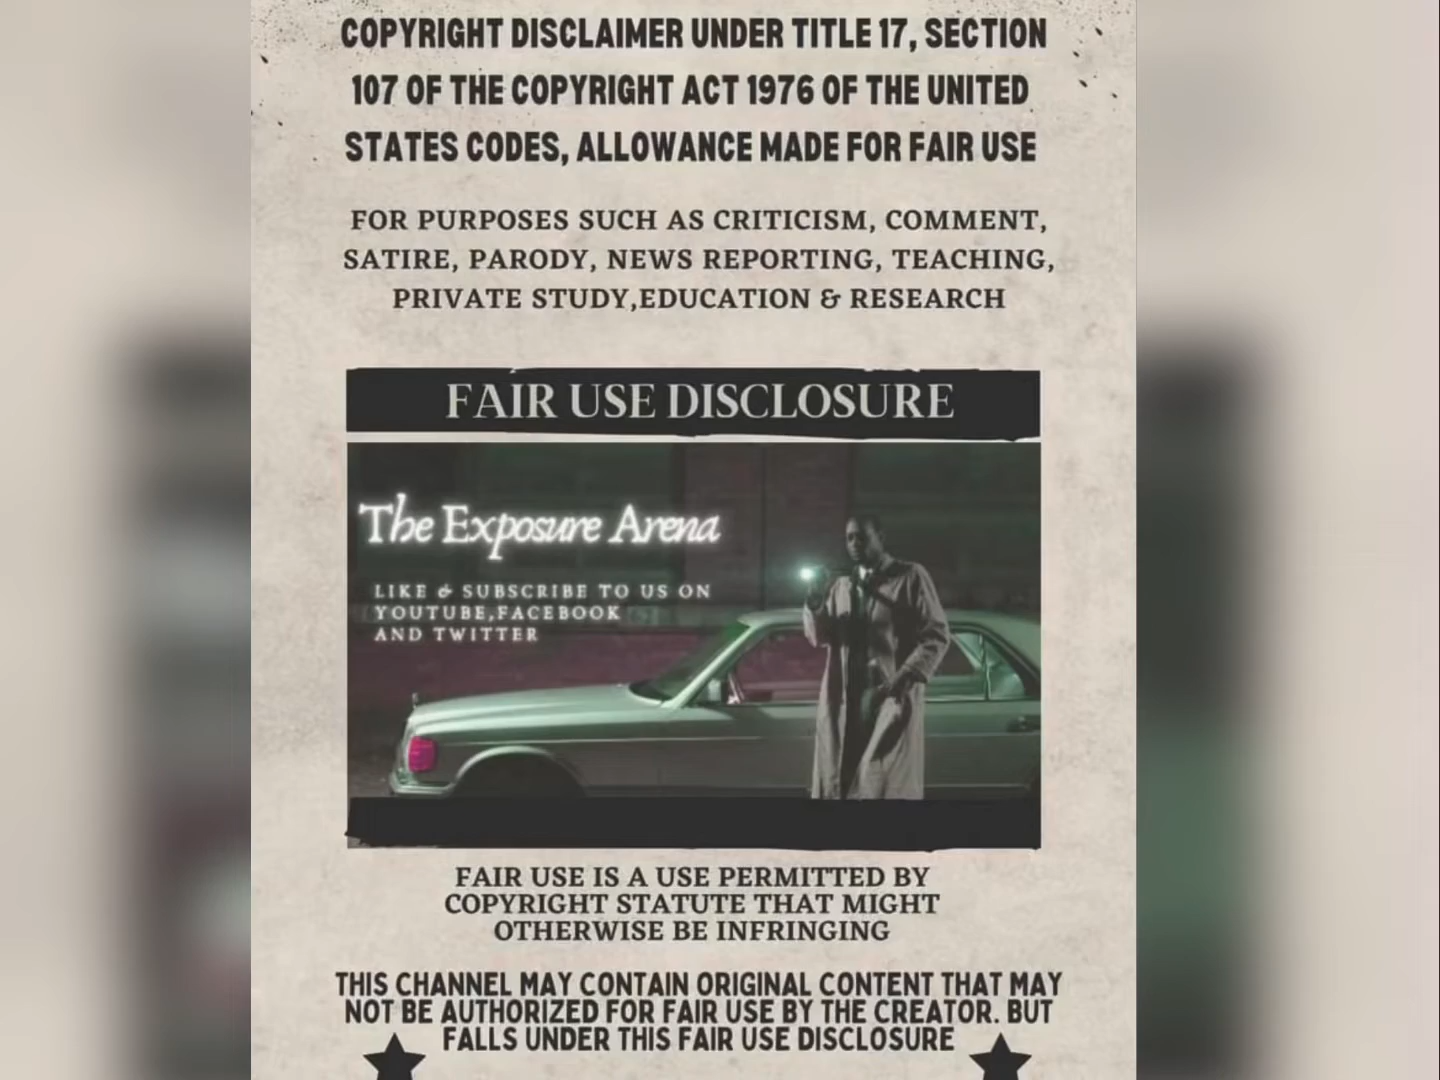 COPYRIGHT DISCLAIMER UNDER TITLE 17, SECTION
107 OF THE COPYRIGHT ACT 1976 OF THE UNITED
STATES CODES, ALLOWANCE MADE FOR FAIR USE
FOR PURPOSES SUCH AS CRITICISM, COMMENT,
SATIRE, PARODY, NEWS REPORTING, TEACHING,
PRIVATE STUDY,EDUCATION & RESEARCH
FAIR USE DISCLOSURE
The Exposure Arena
LIKE & SUBSCRIBE TO US ON
YOUTUBE,FACEBOOK
AND TWITTER
FAIR USE IS A USE PERMITTED BY
COPYRIGHT STATUTE THAT MIGHT
OTHERWISE BE INFRINGING
THIS CHANNEL MAY CONTAIN ORIGINAL CONTENT THAT MAY
NOT BE AUTHORIZED FOR FAIR USE BY THE CREATOR. BUT
FALLS UNDER THIS FAIR USE DISCLOSURE